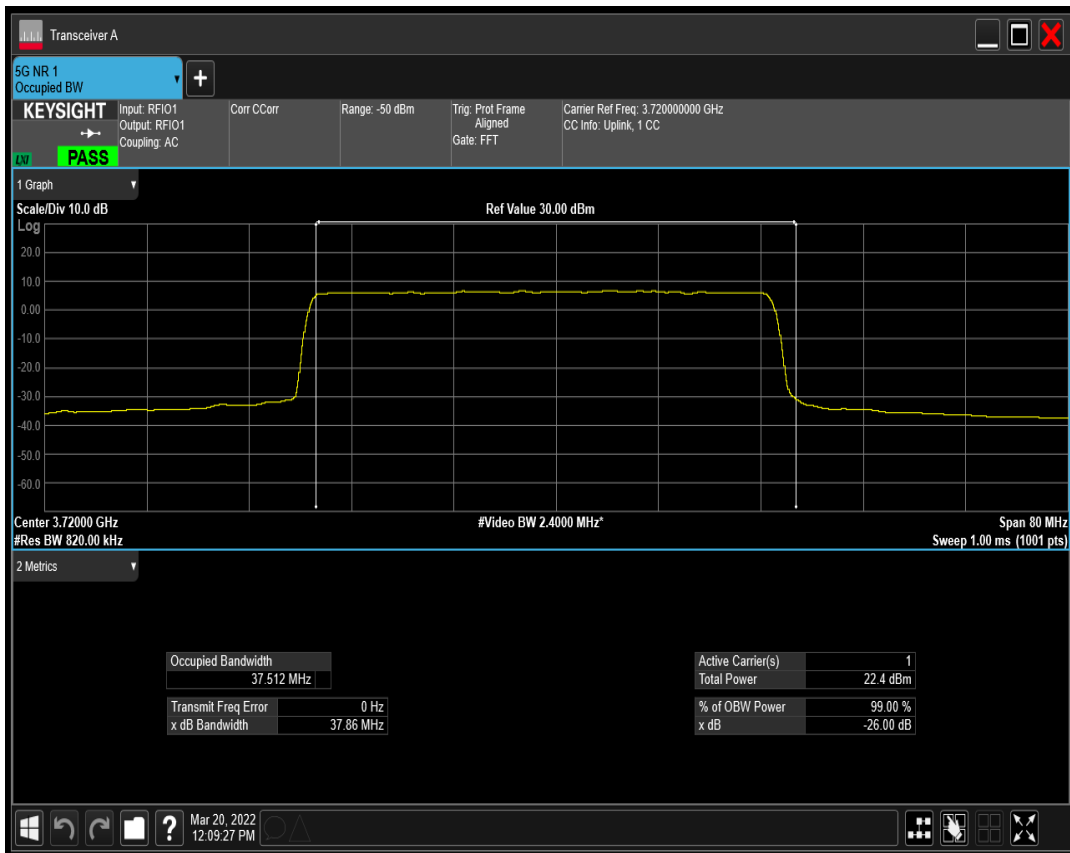 Transceiver A
5G NR 1
Occupied BW
+
KEYSIGHT
LXI
PASS
Input: RFIO1
Output: RFIO1
Coupling: AC
Corr CCorr
Range: -50 dBm
Trig: Prot Frame
Aligned
Gate: FFT
Carrier Ref Freq: 3.720000000 GHz
CC Info: Uplink, 1 CC
1 Graph
Scale/Div 10.0 dB
Ref Value 30.00 dBm
Log
20.0
10.0
0.00
-10.0
-20.0
-30.0
-40.0
-50.0
-60.0
Center 3.72000 GHz
#Video BW 2.4000 MHz*
Span 80 MHz
#Res BW 820.00 kHz
Sweep 1.00 ms (1001 pts)
2 Metrics
Occupied Bandwidth
37.512 MHz
Transmit Freq Error 0 Hz
x dB Bandwidth 37.86 MHz
Active Carrier(s) 1
Total Power 22.4 dBm
% of OBW Power 99.00 %
x dB -26.00 dB
?
Mar 20, 2022
12:09:27 PM